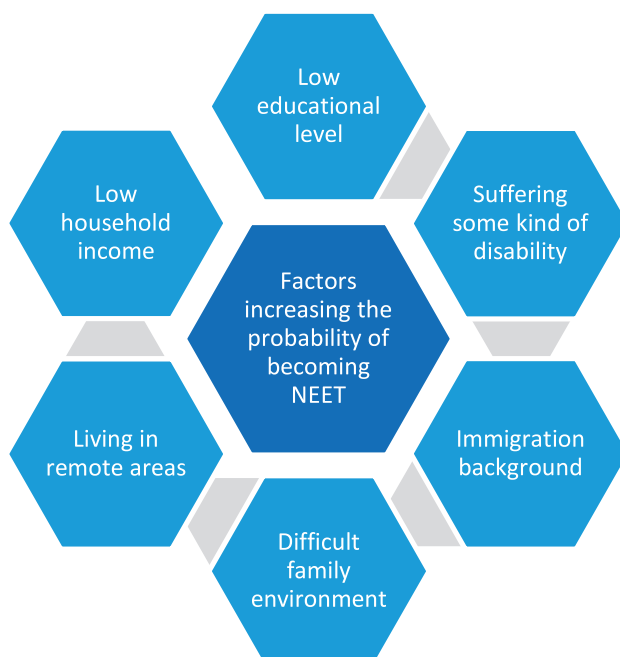 Low
educational
level
Suffering
some kind of
disability
Immigration
background
Difficult
family
environment
Living in
remote areas
Low
household
income
Factors
increasing the
probability of
becoming
NEET